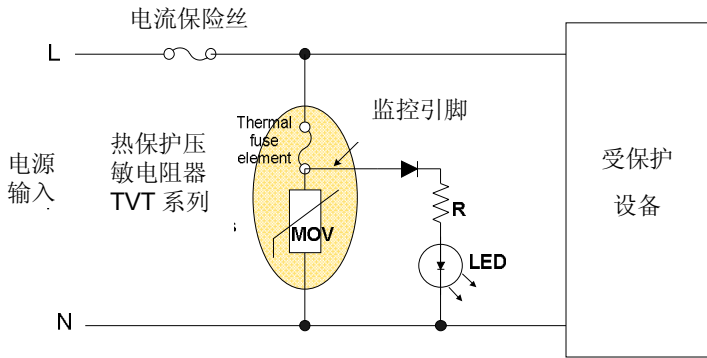 电流保险丝
L
Thermal
fuse
element
监控引脚
热保护压
敏电阻器
TVT 系列
电源
输入
受保护
设备
s
R
MOV
LED
N